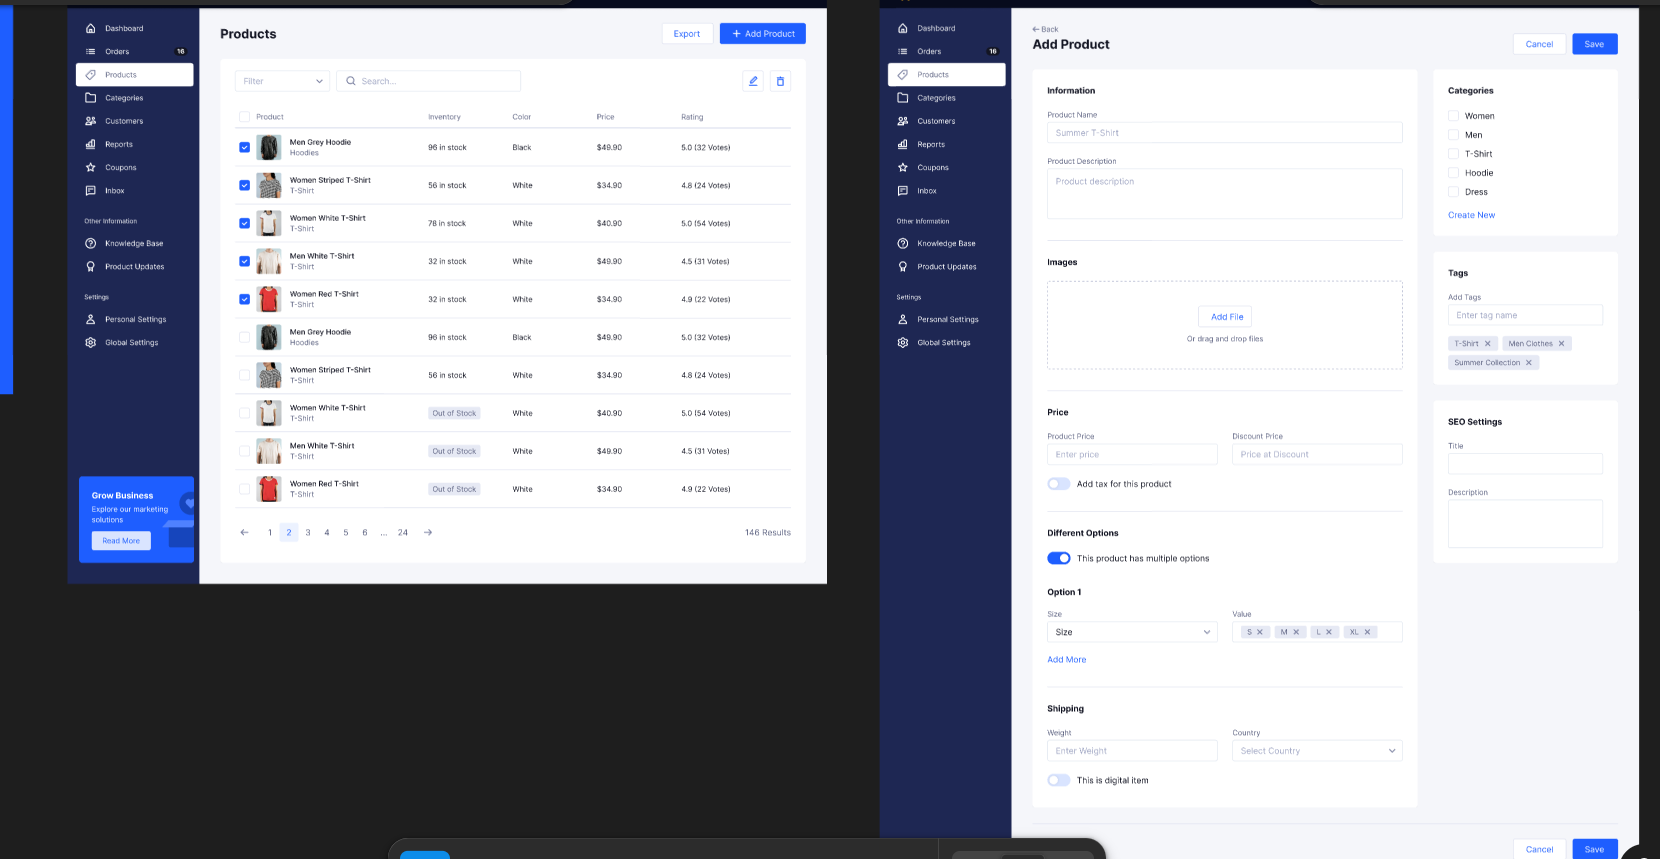 Dashboard
Orders 16
Products
Categories
Customers
Reports
Coupons
Inbox
Other Information
Knowledge Base
Product Updates
Settings
Personal Settings
Global Settings
Grow Business
Explore our marketing
solutions
Read More
Products
Export
+ Add Product
Filter
Search...
Product Inventory Color Price Rating
Men Grey Hoodie
Hoodies
96 in stock Black $49.90 5.0 (32 Votes)
Women Striped T-Shirt
T-Shirt
56 in stock White $34.90 4.8 (24 Votes)
Women White T-Shirt
T-Shirt
78 in stock White $40.90 5.0 (54 Votes)
Men White T-Shirt
T-Shirt
32 in stock White $49.90 4.5 (31 Votes)
Women Red T-Shirt
T-Shirt
32 in stock White $34.90 4.9 (22 Votes)
Men Grey Hoodie
Hoodies
96 in stock Black $49.90 5.0 (32 Votes)
Women Striped T-Shirt
T-Shirt
56 in stock White $34.90 4.8 (24 Votes)
Women White T-Shirt
T-Shirt
Out of Stock White $40.90 5.0 (54 Votes)
Men White T-Shirt
T-Shirt
Out of Stock White $49.90 4.5 (31 Votes)
Women Red T-Shirt
T-Shirt
Out of Stock White $34.90 4.9 (22 Votes)
← 1 2 3 4 5 6 ... 24 →
146 Results
Dashboard
Orders 16
Products
Categories
Customers
Reports
Coupons
Inbox
Other Information
Knowledge Base
Product Updates
Settings
Personal Settings
Global Settings
← Back
Add Product
Cancel
Save
Information
Product Name
Summer T-Shirt
Product Description
Product description
Images
Add File
Or drag and drop files
Price
Product Price
Enter price
Discount Price
Price at Discount
Add tax for this product
Different Options
This product has multiple options
Option 1
Size
Size
Value
S ✕ M ✕ L ✕ XL ✕
Add More
Shipping
Weight
Enter Weight
Country
Select Country
This is digital item
Categories
Women
Men
T-Shirt
Hoodie
Dress
Create New
Tags
Add Tags
Enter tag name
T-Shirt ✕ Men Clothes ✕
Summer Collection ✕
SEO Settings
Title
Description
Cancel
Save